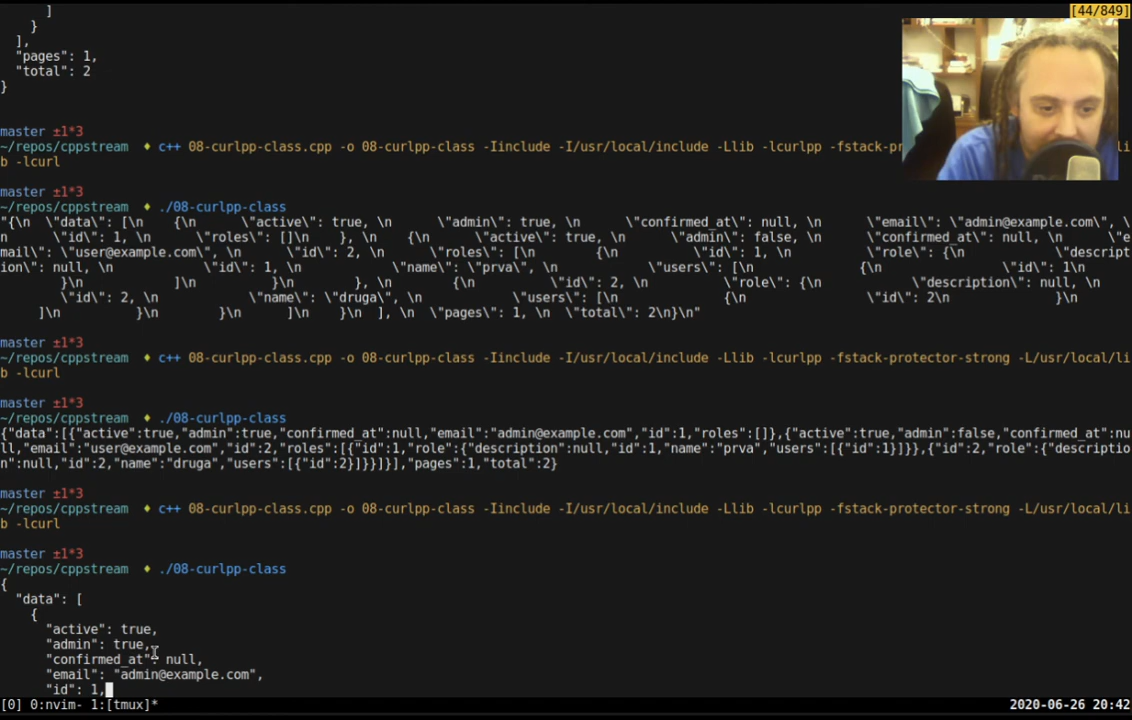 [44/849]
]
}
],
"pages": 1,
"total": 2
}
master ±1*3
~/repos/cppstream ♦ c++ 08-curlpp-class.cpp -o 08-curlpp-class -Iinclude -I/usr/local/include -Llib -lcurlpp -fstack-pr li
b -lcurl
master ±1*3
~/repos/cppstream ♦ ./08-curlpp-class
"{\n \"data\": [\n {\n \"active\": true, \n \"admin\": true, \n \"confirmed_at\": null, \n \"email\": \"admin@example.com\", \
n \"id\": 1, \n \"roles\": []\n }, \n {\n \"active\": true, \n \"admin\": false, \n \"confirmed_at\": null, \n \"e
mail\": \"user@example.com\", \n \"id\": 2, \n \"roles\": [\n {\n \"id\": 1, \n \"role\": {\n \"descript
ion\": null, \n \"id\": 1, \n \"name\": \"prva\", \n \"users\": [\n {\n \"id\": 1\n
}\n ]\n }\n }, \n {\n \"id\": 2, \n \"role\": {\n \"description\": null, \n
\"id\": 2, \n \"name\": \"druga\", \n \"users\": [\n {\n \"id\": 2\n }\n
]\n }\n }\n ]\n }\n ], \n \"pages\": 1, \n \"total\": 2\n}\n"
master ±1*3
~/repos/cppstream ♦ c++ 08-curlpp-class.cpp -o 08-curlpp-class -Iinclude -I/usr/local/include -Llib -lcurlpp -fstack-protector-strong -L/usr/local/li
b -lcurl
master ±1*3
~/repos/cppstream ♦ ./08-curlpp-class
{"data":[{"active":true,"admin":true,"confirmed_at":null,"email":"admin@example.com","id":1,"roles":[]},{"active":true,"admin":false,"confirmed_at":nu
ll,"email":"user@example.com","id":2,"roles":[{"id":1,"role":{"description":null,"id":1,"name":"prva","users":[{"id":1}]}},{"id":2,"role":{"descriptio
n":null,"id":2,"name":"druga","users":[{"id":2}]}}]}],"pages":1,"total":2}
master ±1*3
~/repos/cppstream ♦ c++ 08-curlpp-class.cpp -o 08-curlpp-class -Iinclude -I/usr/local/include -Llib -lcurlpp -fstack-protector-strong -L/usr/local/li
b -lcurl
master ±1*3
~/repos/cppstream ♦ ./08-curlpp-class
{
"data": [
{
"active": true,
"admin": true,
"confirmed_at": null,
"email": "admin@example.com",
"id": 1,
[0] 0:nvim- 1:[tmux]* 2020-06-26 20:42